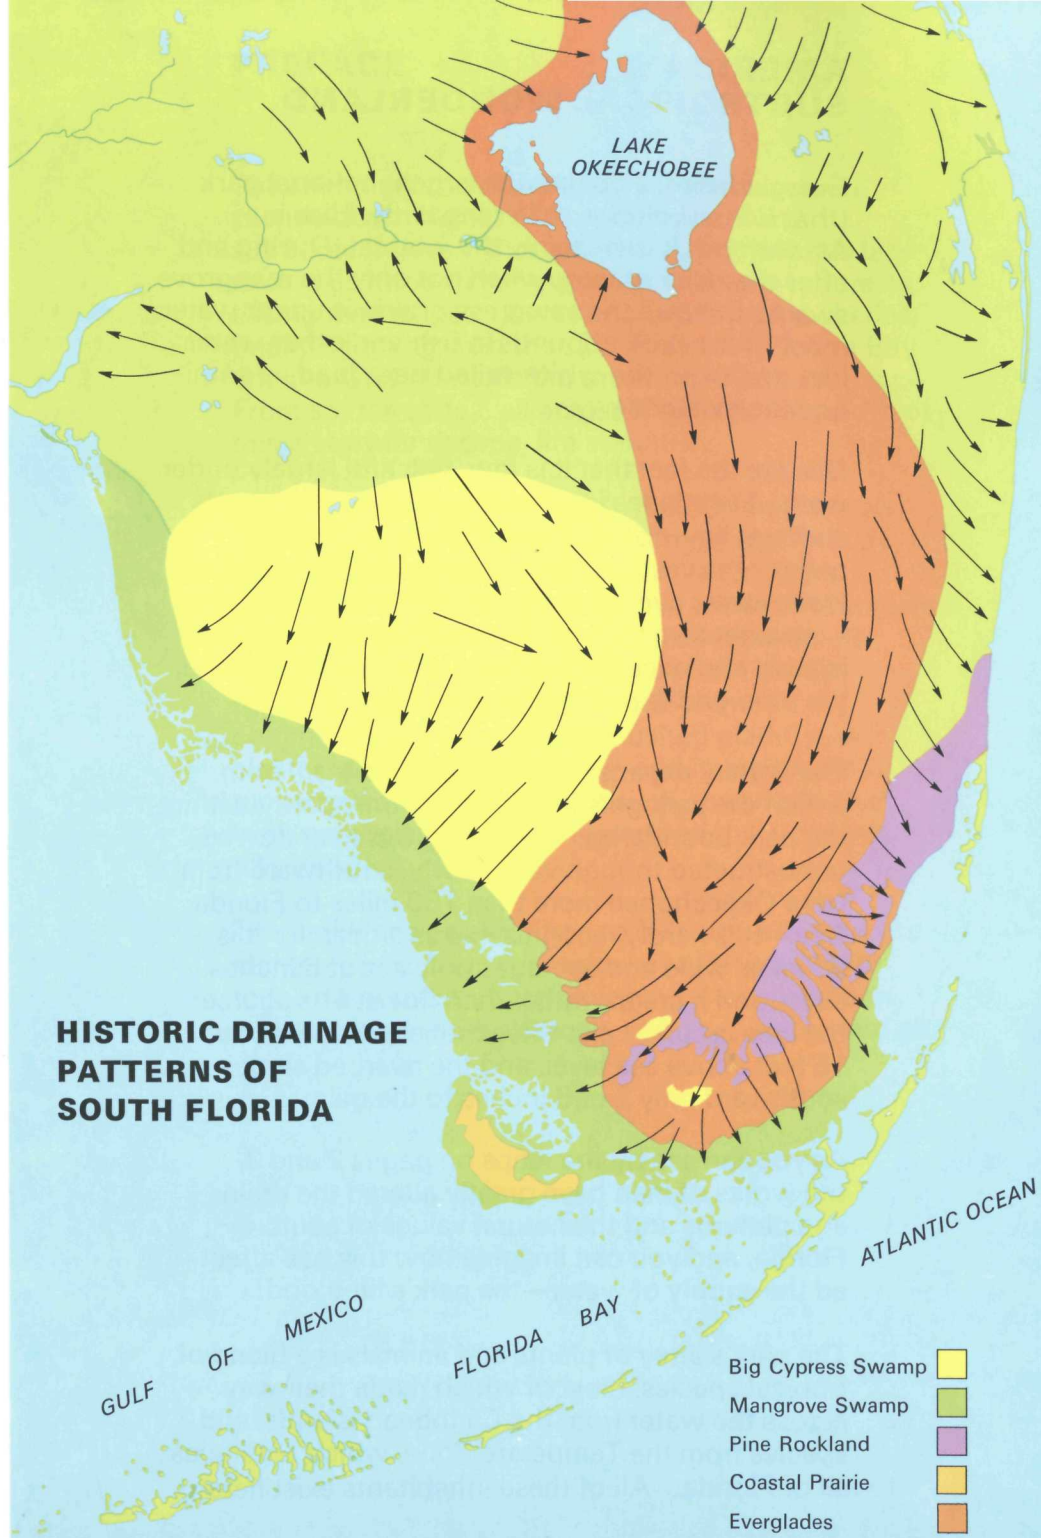 LAKE
OKEECHOBEE
HISTORIC DRAINAGE
PATTERNS OF
SOUTH FLORIDA
ATLANTIC OCEAN
GULF OF MEXICO
FLORIDA BAY
Big Cypress Swamp
Mangrove Swamp
Pine Rockland
Coastal Prairie
Everglades